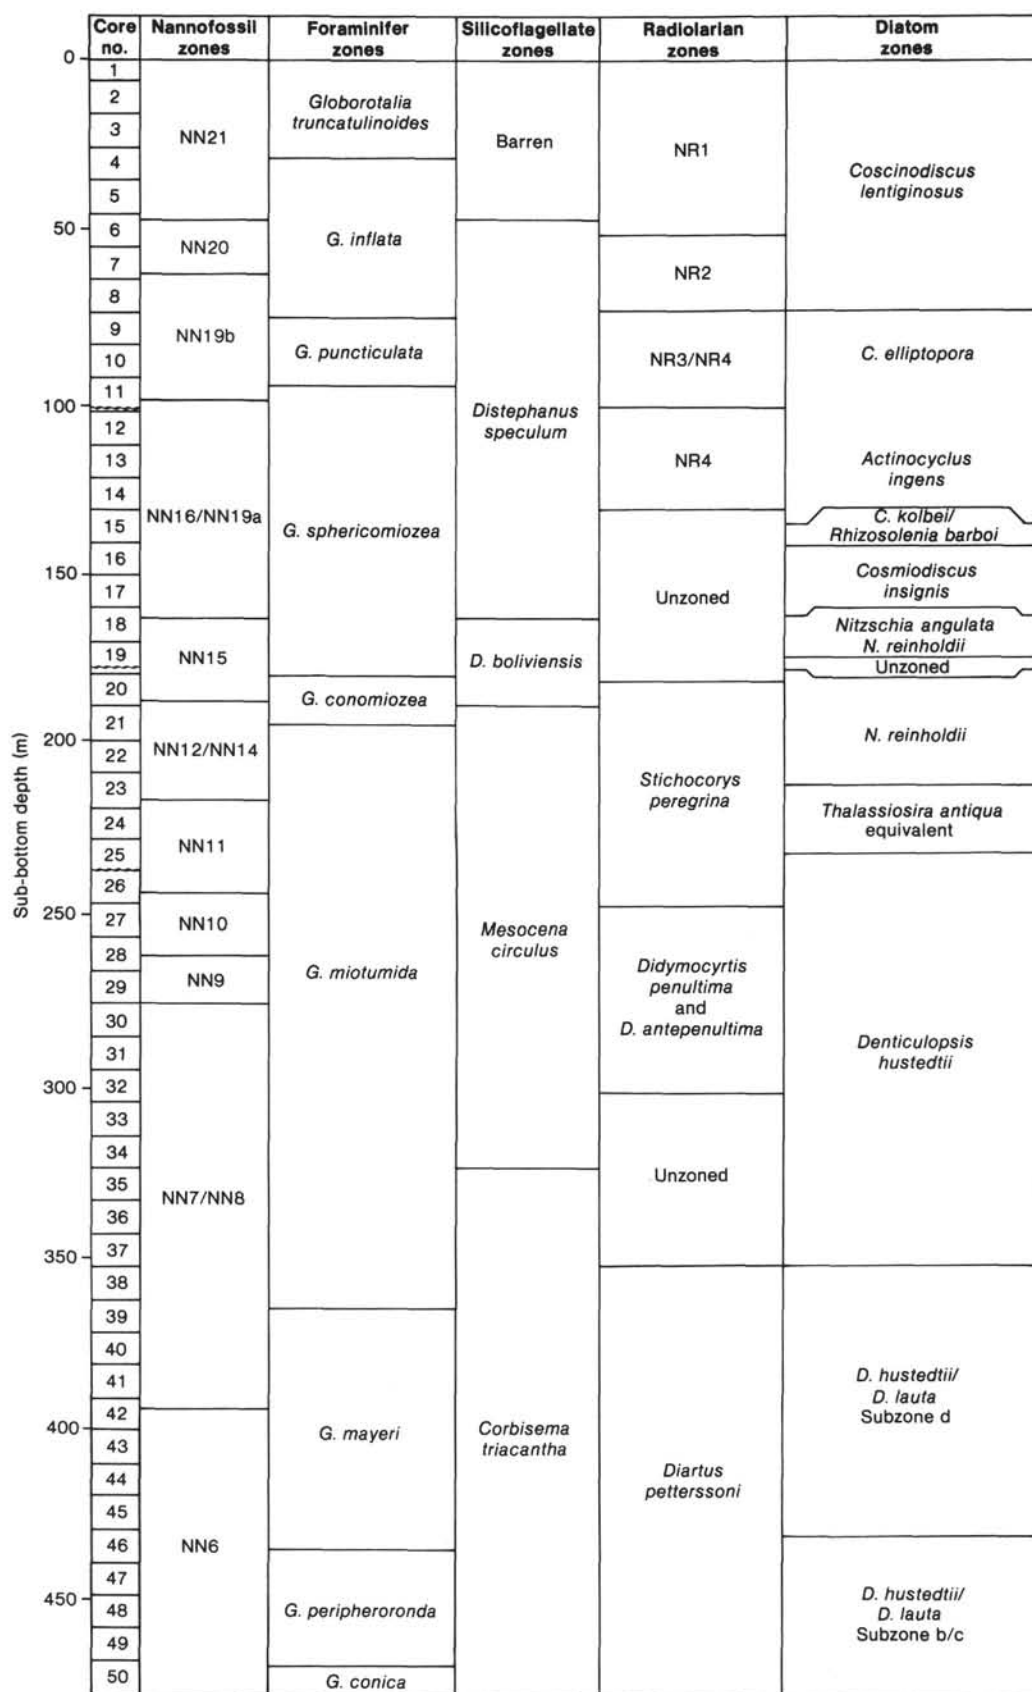 Core no.
Nannofossil zones
Foraminifer zones
Silicoflagellate zones
Radiolarian zones
Diatom zones
Sub-bottom depth (m)
0
50
100
150
200
250
300
350
400
450
1
2
3
4
5
6
7
8
9
10
11
12
13
14
15
16
17
18
19
20
21
22
23
24
25
26
27
28
29
30
31
32
33
34
35
36
37
38
39
40
41
42
43
44
45
46
47
48
49
50
NN21
NN20
NN19b
NN16/NN19a
NN15
NN12/NN14
NN11
NN10
NN9
NN7/NN8
NN6
Globorotalia
truncatulinoides
G. inflata
G. puncticulata
G. sphericomiozea
G. conomiozea
G. miotumida
G. mayeri
G. peripheroronda
G. conica
Barren
Distephanus
speculum
D. boliviensis
Mesocena
circulus
Corbisema
triacantha
NR1
NR2
NR3/NR4
NR4
Unzoned
Stichocorys
peregrina
Didymocyrtis
penultima
and
D. antepenultima
Unzoned
Diartus
petterssoni
Coscinodiscus
lentiginosus
C. elliptopora
Actinocyclus
ingens
C. kolbei/
Rhizosolenia barboi
Cosmiodiscus
insignis
Nitzschia angulata
N. reinholdii
Unzoned
N. reinholdii
Thalassiosira antiqua
equivalent
Denticulopsis
hustedtii
D. hustedtii/
D. lauta
Subzone d
D. hustedtii/
D. lauta
Subzone b/c